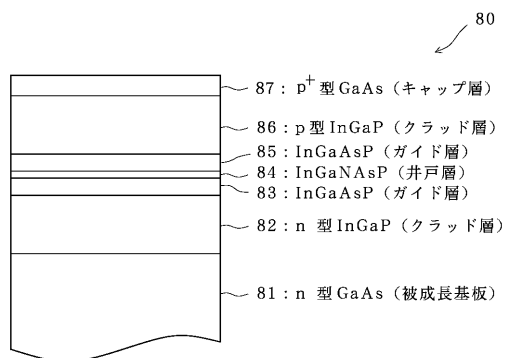 80
87：p+型GaAs（キャップ層）
86：p型InGaP（クラッド層）
85：InGaAsP（ガイド層）
84：InGaNAsP（井戸層）
83：InGaAsP（ガイド層）
82：n 型InGaP（クラッド層）
81：n 型GaAs（被成長基板）